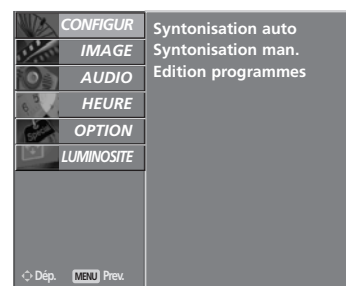 CONFIGUR
IMAGE
AUDIO
HEURE
OPTION
LUMINOSITE
Syntonisation auto
Syntonisation man.
Edition programmes
Dép. MENU Prev.